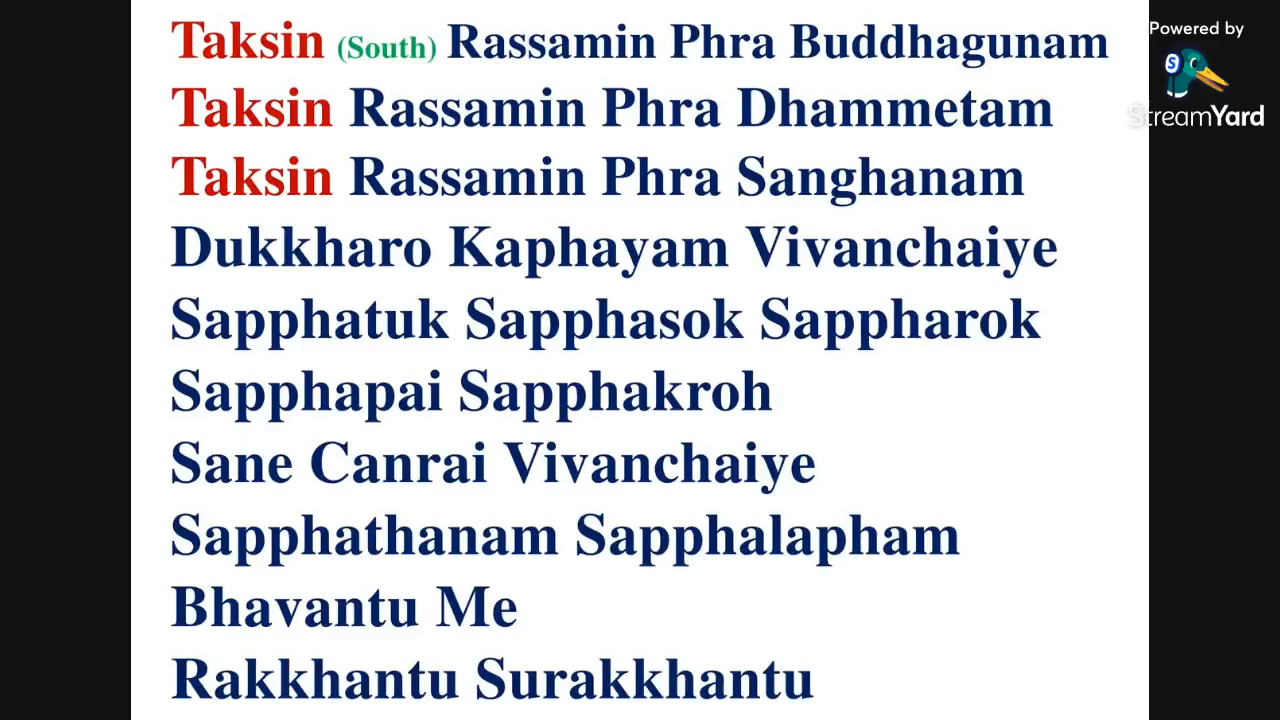 Taksin (South) Rassamin Phra Buddhagunam
Taksin Rassamin Phra Dhammetam
Taksin Rassamin Phra Sanghanam
Dukkharo Kaphayam Vivanchaiye
Sapphatuk Sapphasok Sappharok
Sapphapai Sapphakroh
Sane Canrai Vivanchaiye
Sapphathanam Sapphalapham
Bhavantu Me
Rakkhantu Surakkhantu
Powered by
S
StreamYard